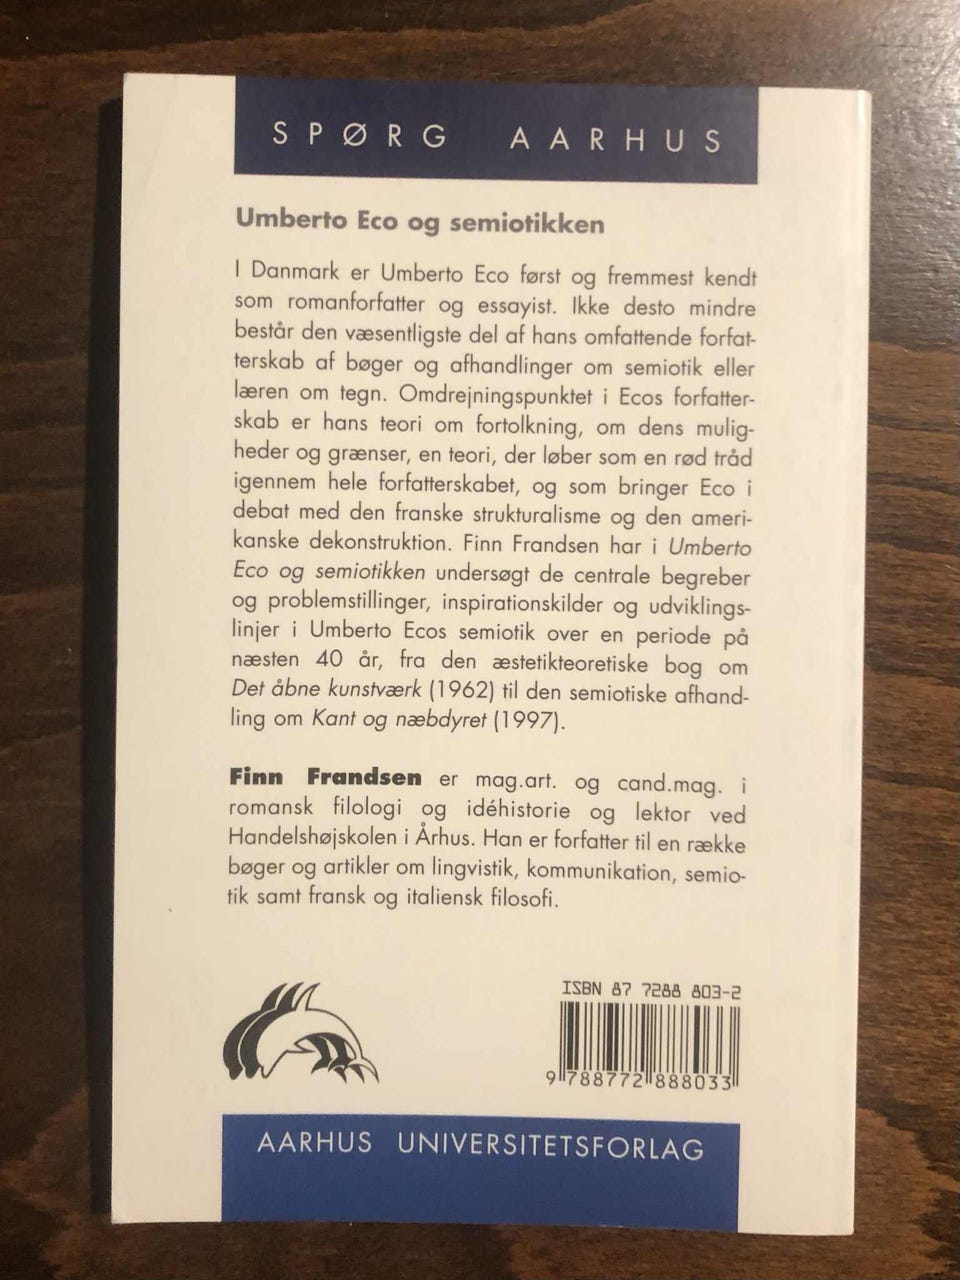 SPØRG AARHUS
Umberto Eco og semiotikken
I Danmark er Umberto Eco først og fremmest kendt
som romanforfatter og essayist. Ikke desto mindre
består den væsentligste del af hans omfattende forfat-
terskab af bøger og afhandlinger om semiotik eller
læren om tegn. Omdrejningspunktet i Ecos forfatter-
skab er hans teori om fortolkning, om dens mulig-
heder og grænser, en teori, der løber som en rød tråd
igennem hele forfatterskabet, og som bringer Eco i
debat med den franske strukturalisme og den ameri-
kanske dekonstruktion. Finn Frandsen har i Umberto
Eco og semiotikken undersøgt de centrale begreber
og problemstillinger, inspirationskilder og udviklings-
linjer i Umberto Ecos semiotik over en periode på
næsten 40 år, fra den æstetikteoretiske bog om
Det åbne kunstværk (1962) til den semiotiske afhand-
ling om Kant og næbdyret (1997).
Finn Frandsen er mag.art. og cand.mag. i
romansk filologi og idéhistorie og lektor ved
Handelshøjskolen i Århus. Han er forfatter til en række
bøger og artikler om lingvistik, kommunikation, semio-
tik samt fransk og italiensk filosofi.
ISBN 87 7288 803-2
9 788772 888033
AARHUS UNIVERSITETSFORLAG